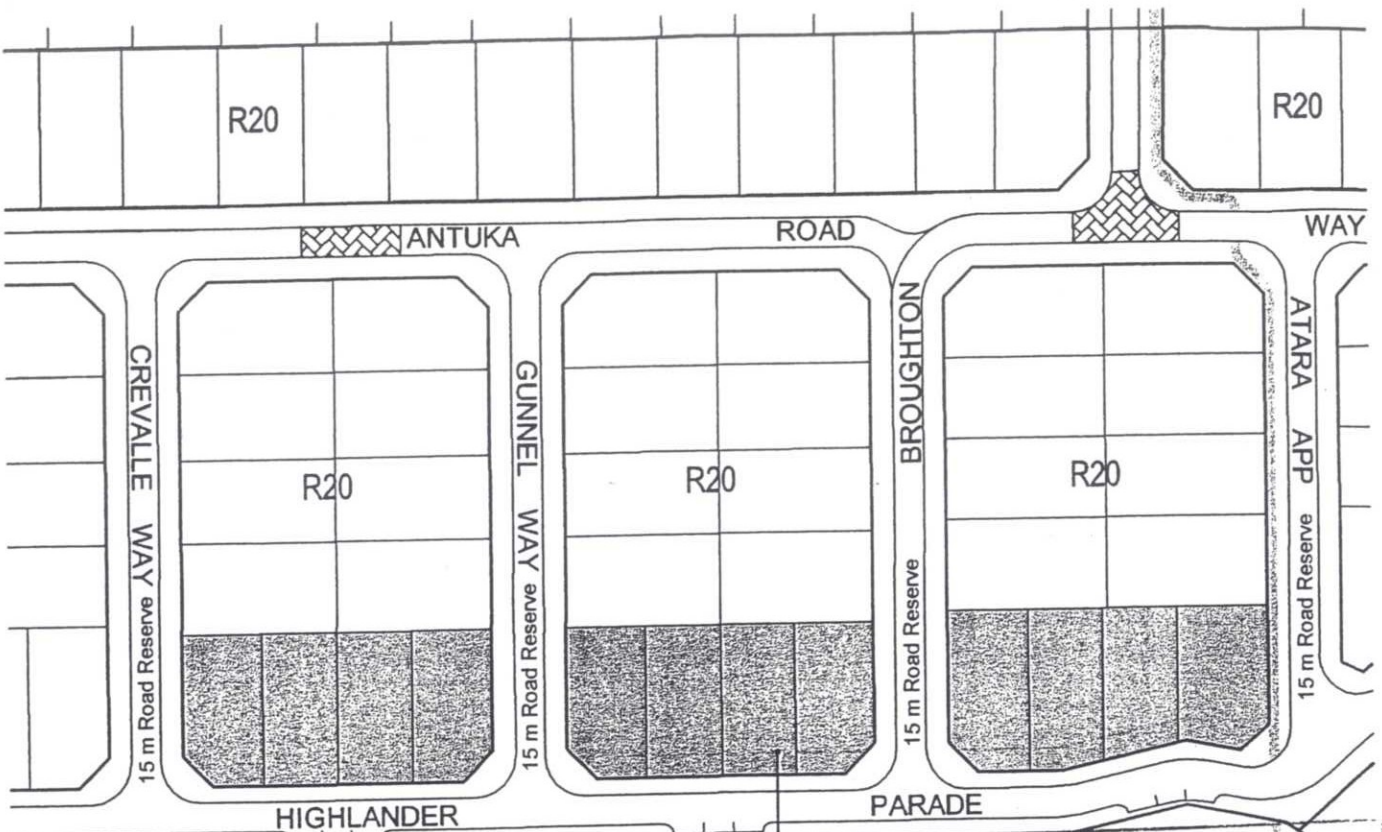 R20
R20
ANTUKA ROAD WAY
CREVALLE WAY 15 m Road Reserve
R20
GUNNEL WAY 15 m Road Reserve
R20
BROUGHTION 15 m Road Reserve
R20
ATARA APP 15 m Road Reserve
HIGHLANDER PARADE